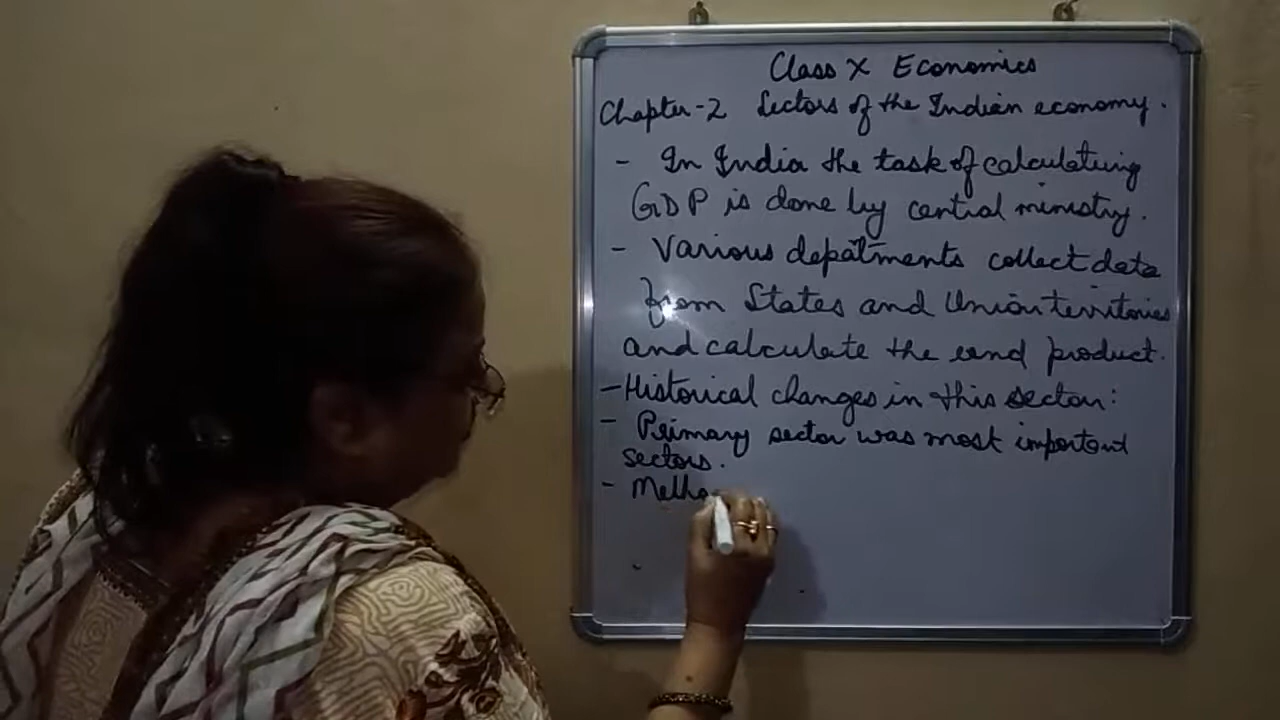 Class X Economics
Chapter-2 Sectors of the Indian economy.
- In India the task of calculating
GDP is done by central ministry.
- Various depatments collect data
from States and Union territories
and calculate the end product.
- Historical changes in this sector:
- Primary sector was most important
sectors.
- Metho